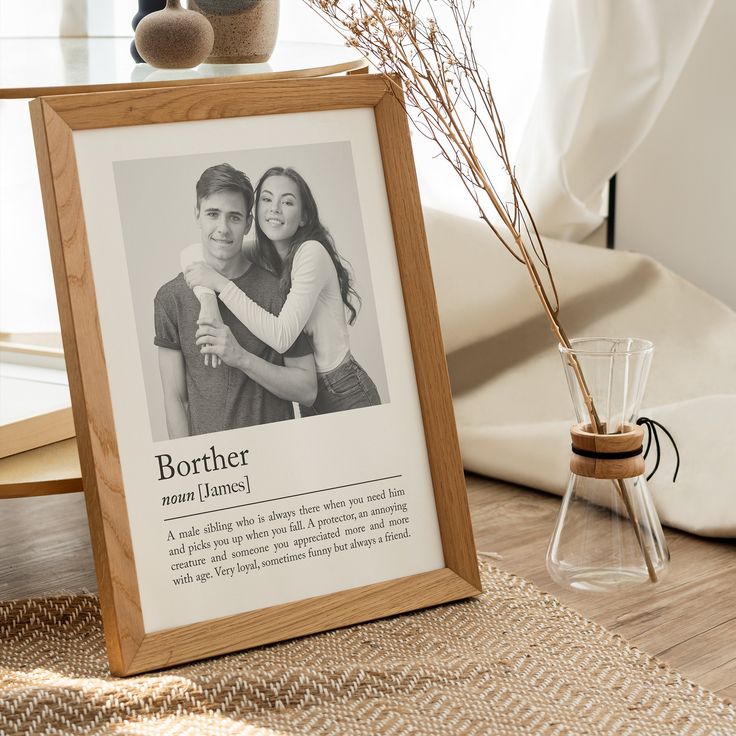 Borther
noun [James]
A male sibling who is always there when you need him
and picks you up when you fall. A protector, an annoying
creature and someone you appreciated more and more
with age. Very loyal, sometimes funny but always a friend.